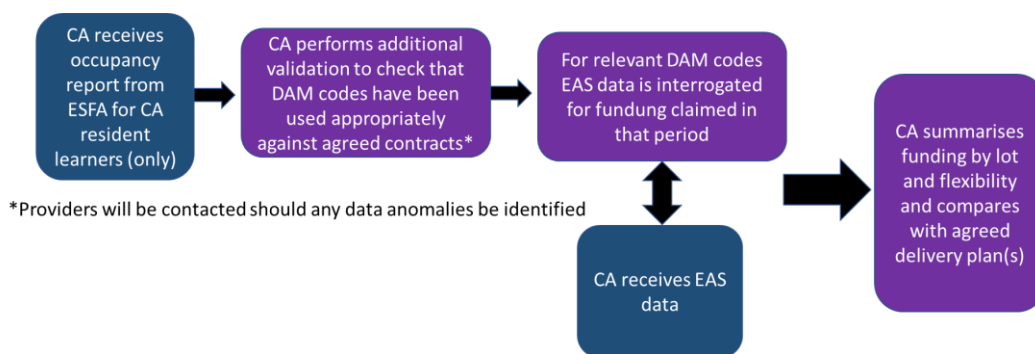 CA receives
occupancy
report from
ESFA for CA
resident
learners (only)
CA performs additional
validation to check that
DAM codes have been
used appropriately
against agreed contracts*
For relevant DAM codes
EAS data is interrogated
for fundung claimed in
that period
CA summarises
funding by lot
and flexibility
and compares
with agreed
delivery plan(s)
*Providers will be contacted should any data anomalies be identified
CA receives EAS
data